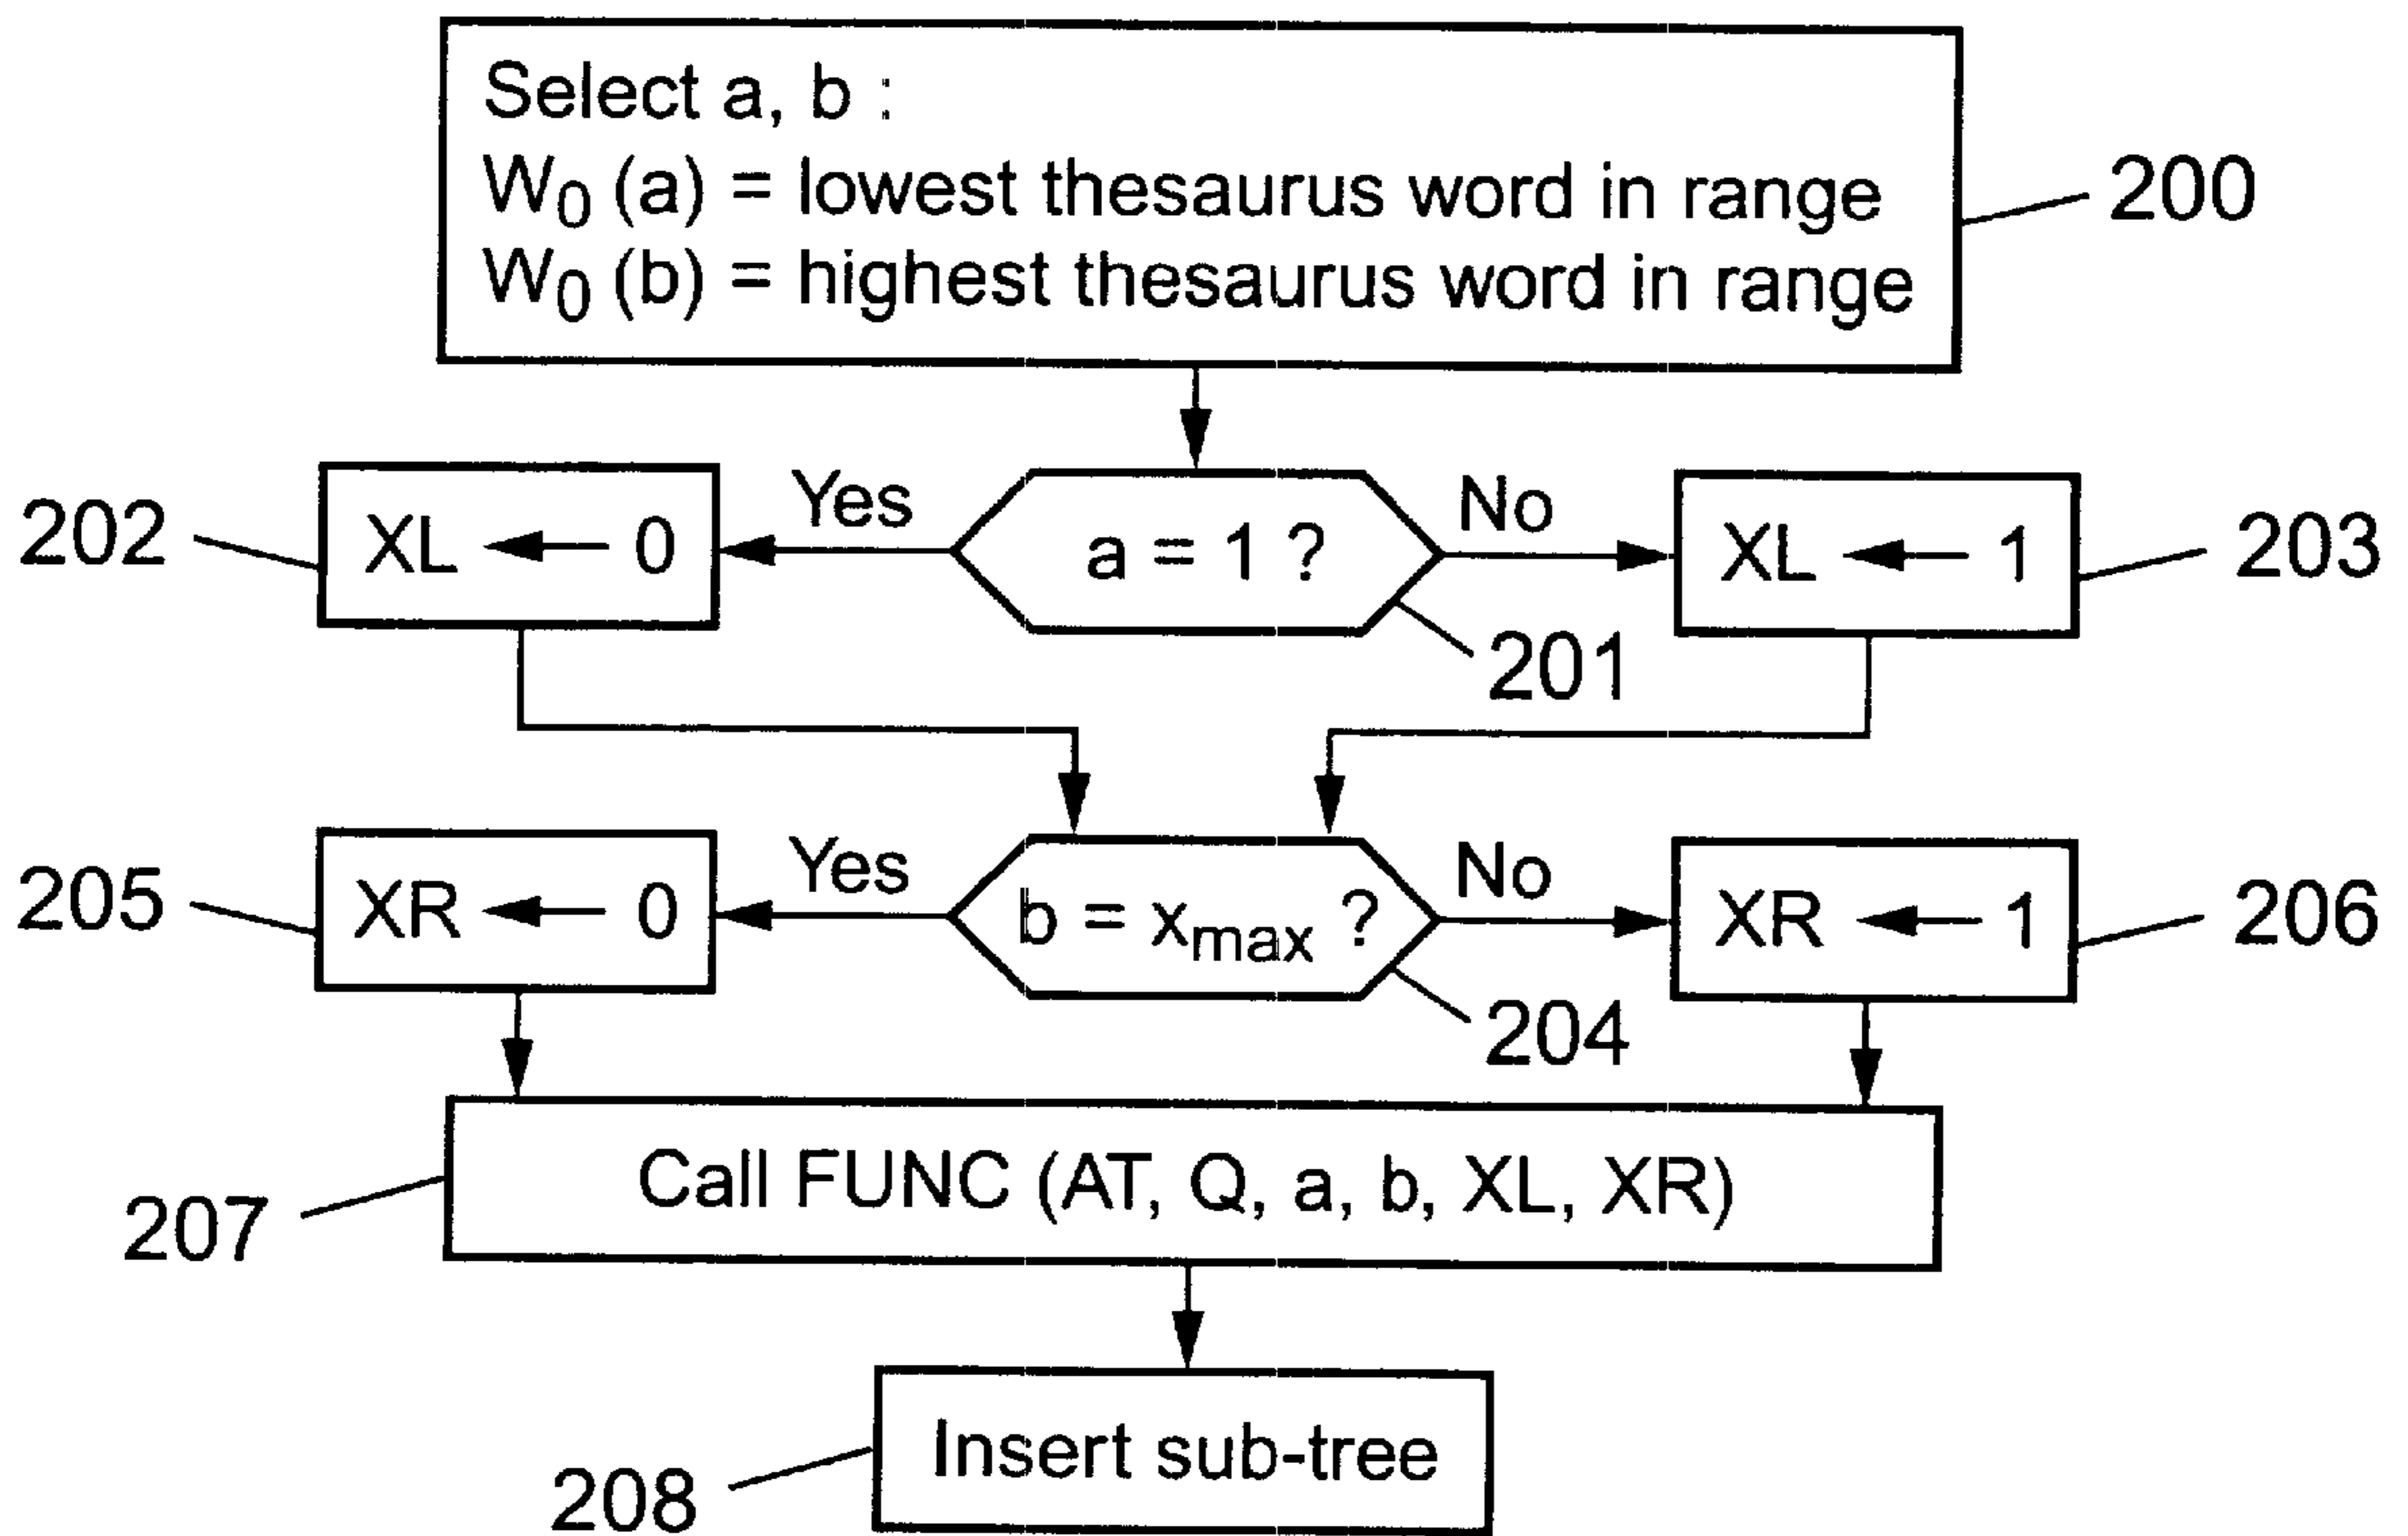 Select a, b :
W0 (a) = lowest thesaurus word in range
W0 (b) = highest thesaurus word in range
200
202
XL ← 0
Yes
a = 1 ?
No
XL ← 1
203
201
205
XR ← 0
Yes
b = xmax ?
No
XR ← 1
206
204
Call FUNC (AT, Q, a, b, XL, XR)
207
Insert sub-tree
208